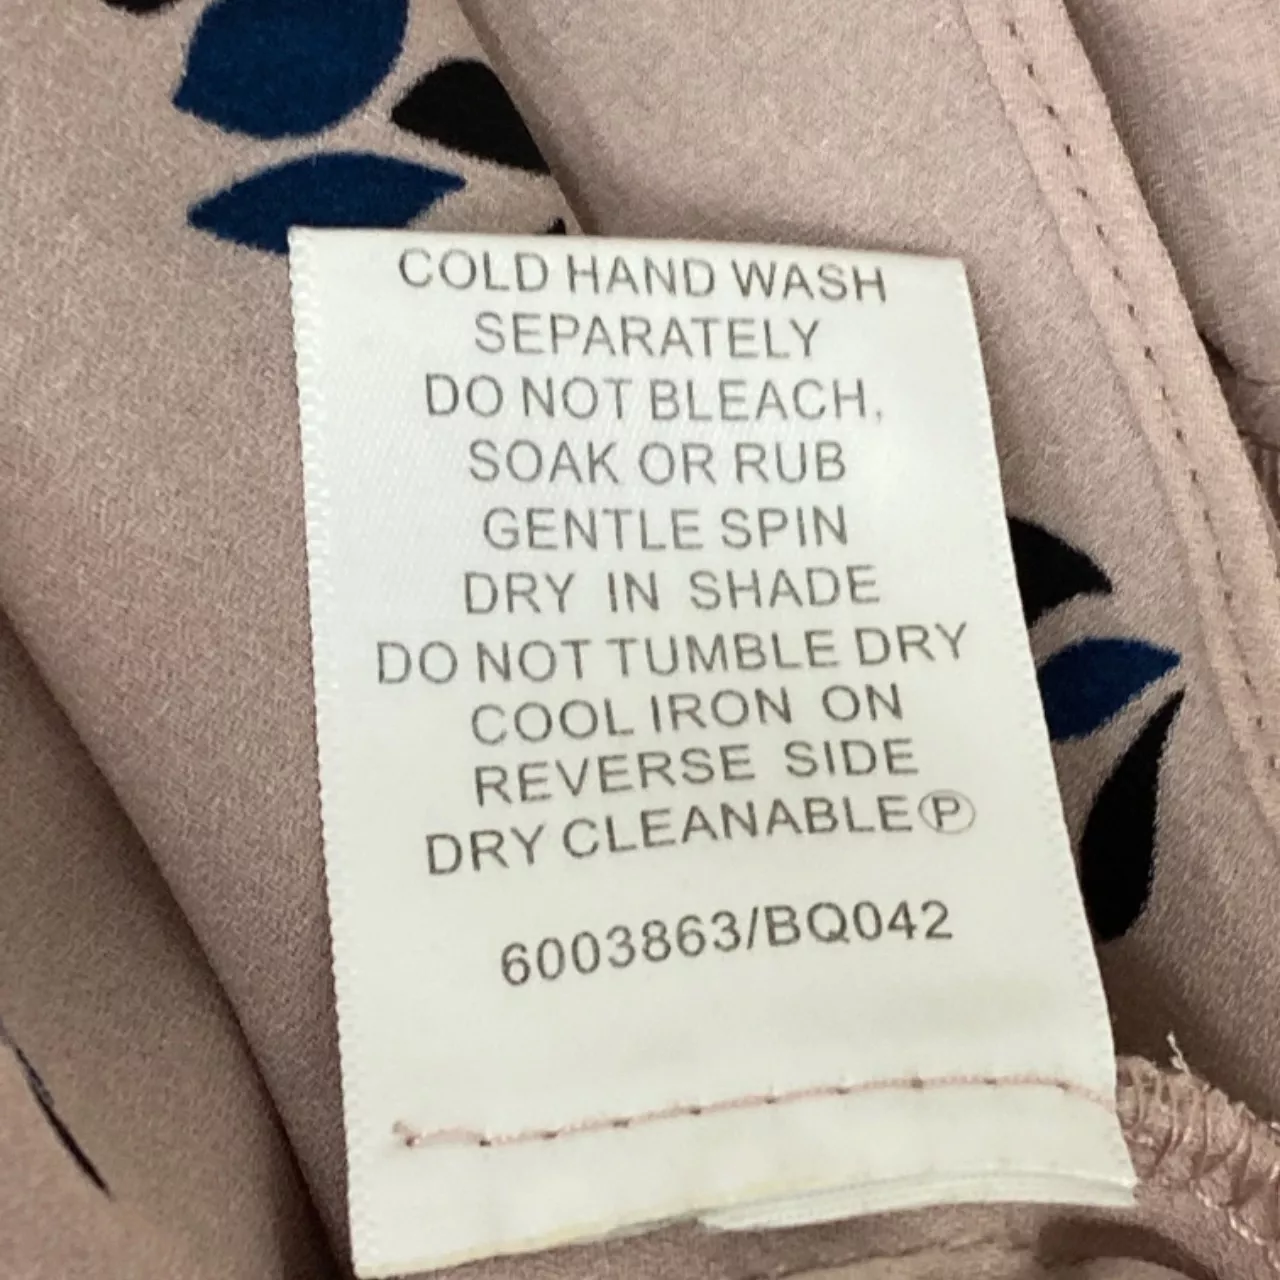 COLD HAND WASH
SEPARATELY
DO NOT BLEACH,
SOAK OR RUB
GENTLE SPIN
DRY IN SHADE
DO NOT TUMBLE DRY
COOL IRON ON
REVERSE SIDE
DRY CLEANABLE Ⓟ
6003863/BQ042